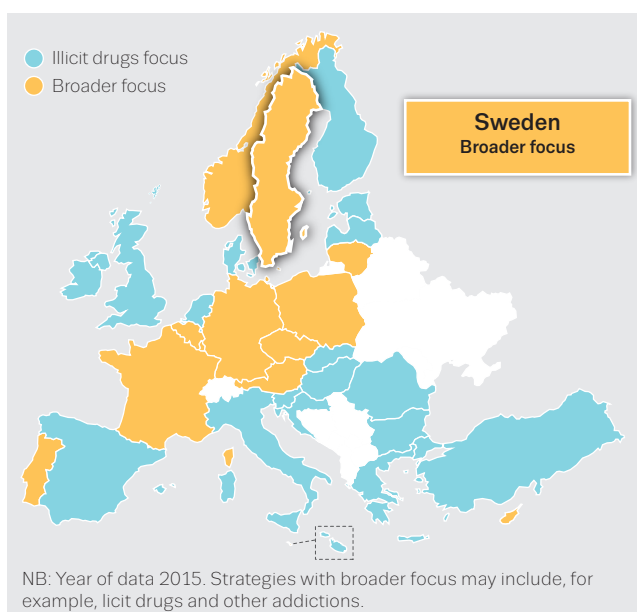 Illicit drugs focus
Broader focus
Sweden
Broader focus
NB: Year of data 2015. Strategies with broader focus may include, for
example, licit drugs and other addictions.